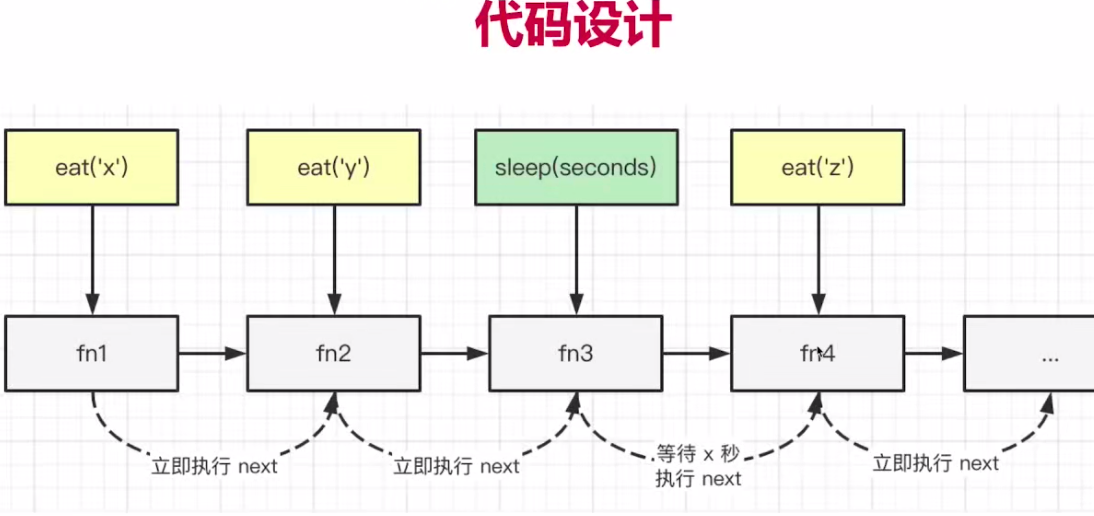 代码设计
eat('x')
eat('y')
sleep(seconds)
eat('z')
fn1
fn2
fn3
fn4
...
立即执行 next
立即执行 next
等待 x 秒
执行 next
立即执行 next